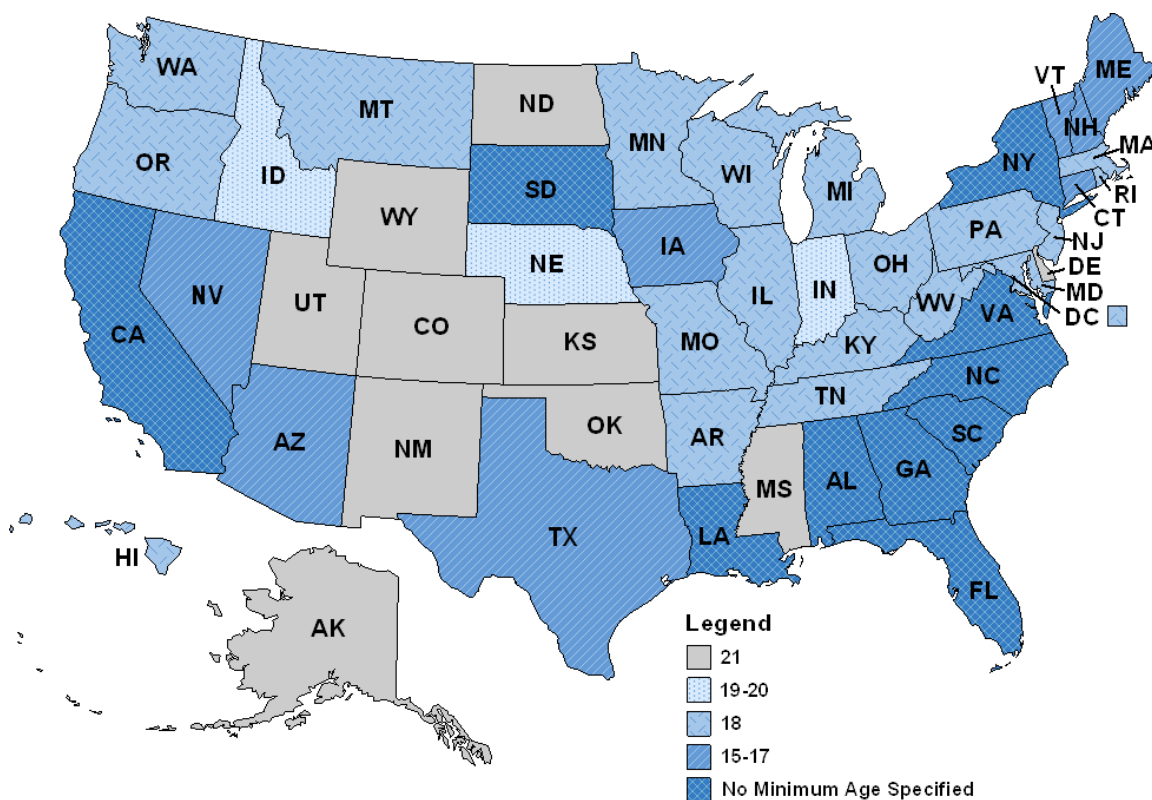 WA
MT
ND
MN
VT
ME
NH
MA
OR
ID
SD
WI
MI
NY
RI
WY
CT
IA
PA
NJ
NE
OH
DE
IN
IL
MD
NV
UT
WV
DC
VA
CA
CO
KS
MO
KY
NC
TN
OK
AZ
NM
AR
SC
MS
AL
GA
TX
LA
HI
FL
AK
Legend
21
19-20
18
15-17
No Minimum Age Specified